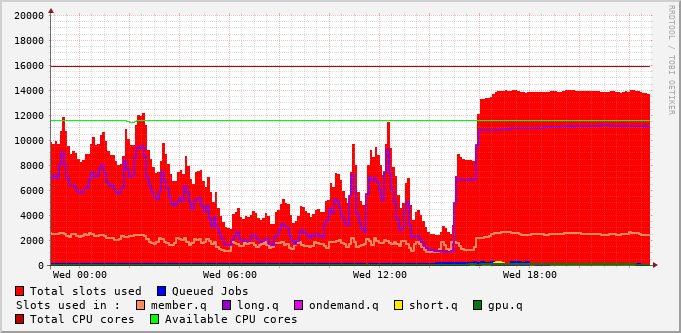 20000
18000
16000
14000
12000
10000
8000
6000
4000
2000
0
Wed 00:00 Wed 06:00 Wed 12:00 Wed 18:00
RRDTOOL / TOBI OETIKER
Total slots used Queued Jobs
Slots used in : member.q long.q ondemand.q short.q gpu.q
Total CPU cores Available CPU cores